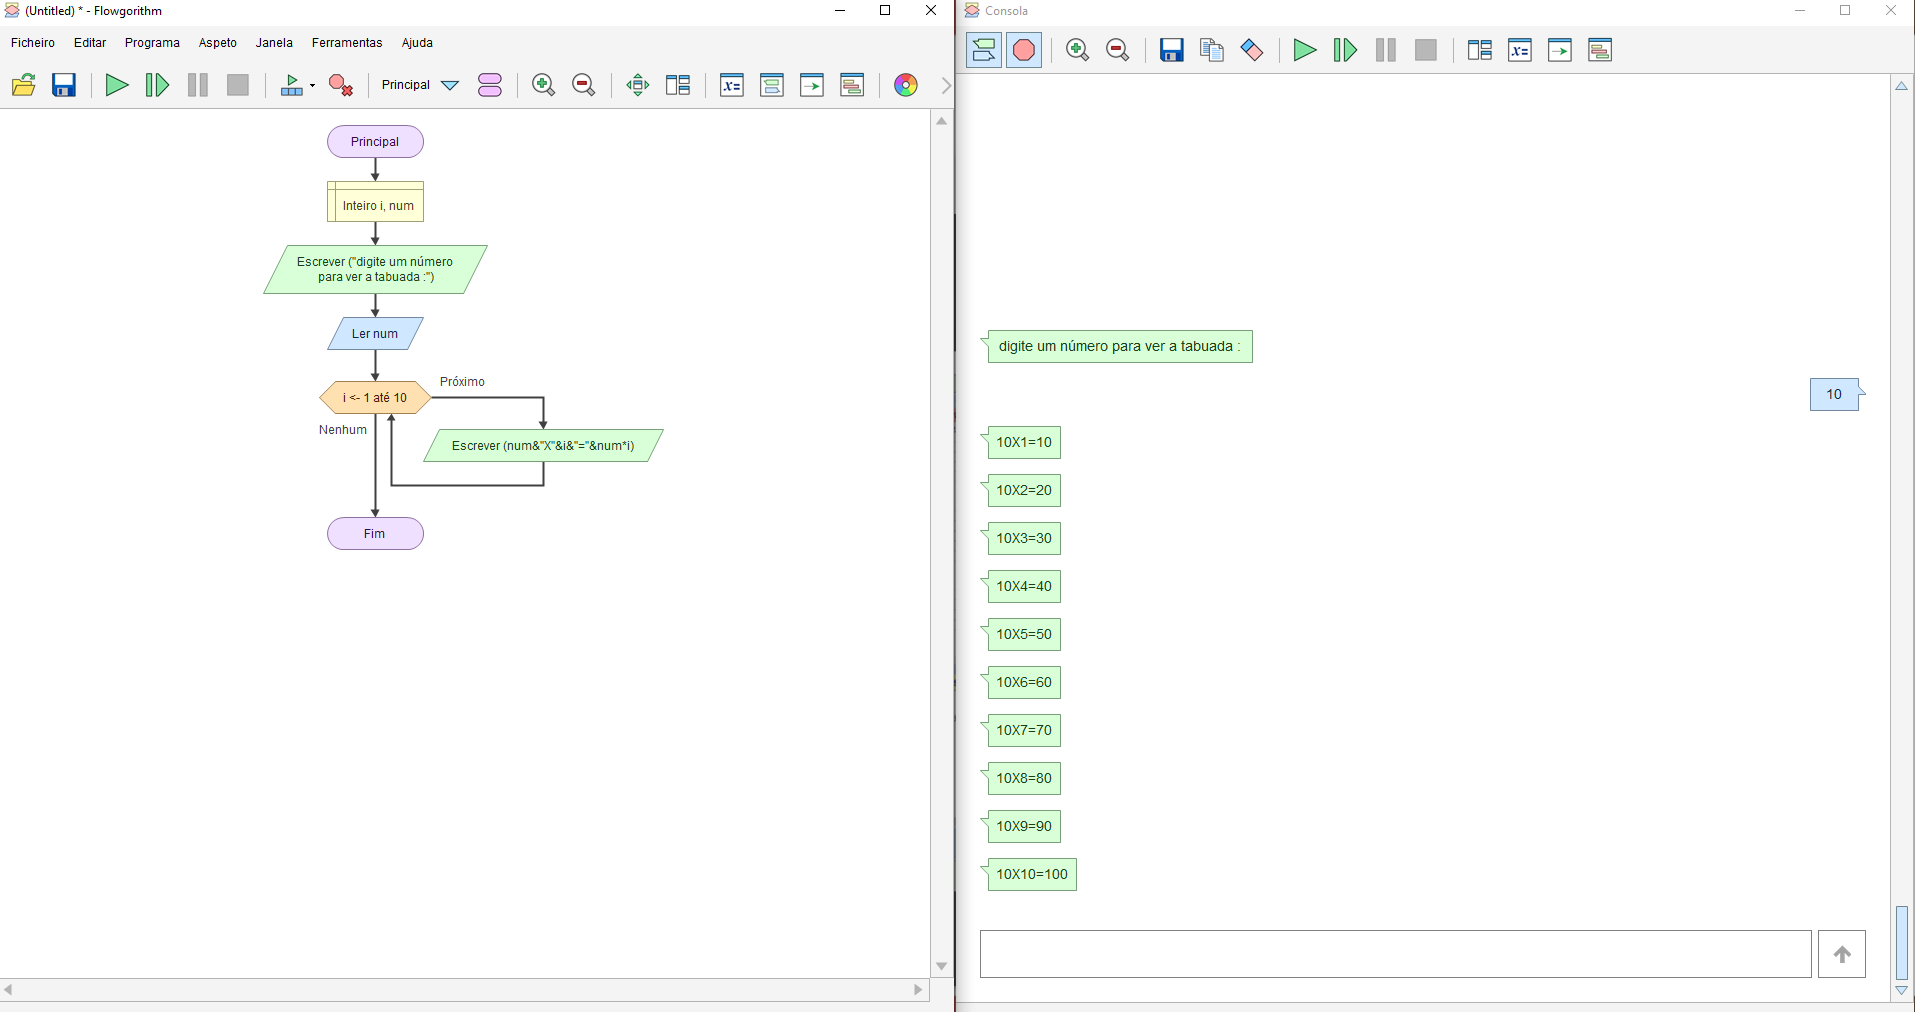 (Untitled) * - Flowgorithm
Ficheiro Editar Programa Aspeto Janela Ferramentas Ajuda
Principal
x=
Principal
Inteiro i, num
Escrever ("digite um número
para ver a tabuada :")
Ler num
i <- 1 até 10
Próximo
Nenhum
Escrever (num&"X"&i&"="&num*i)
Fim
Consola
x=
digite um número para ver a tabuada :
10
10X1=10
10X2=20
10X3=30
10X4=40
10X5=50
10X6=60
10X7=70
10X8=80
10X9=90
10X10=100